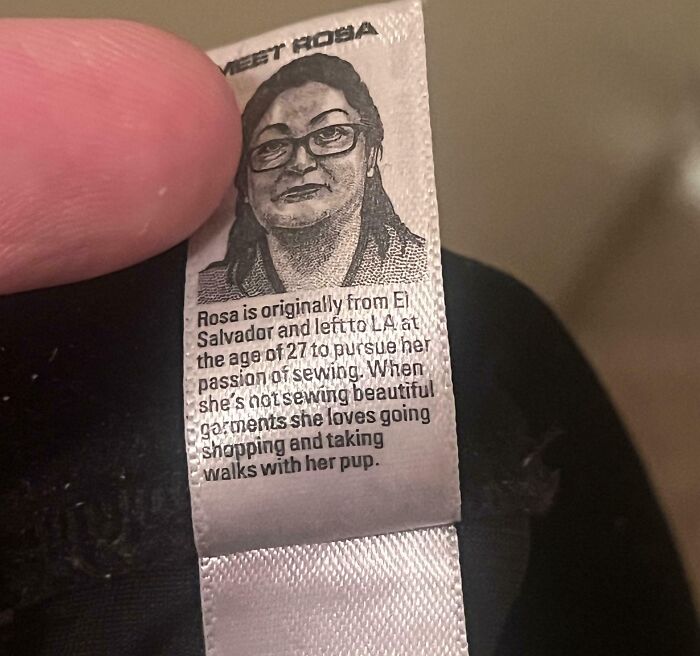 MEET ROSA
Rosa is originally from El
Salvador and left to LA at
the age of 27 to pursue her
passion of sewing. When
she's not sewing beautiful
garments she loves going
shopping and taking
walks with her pup.